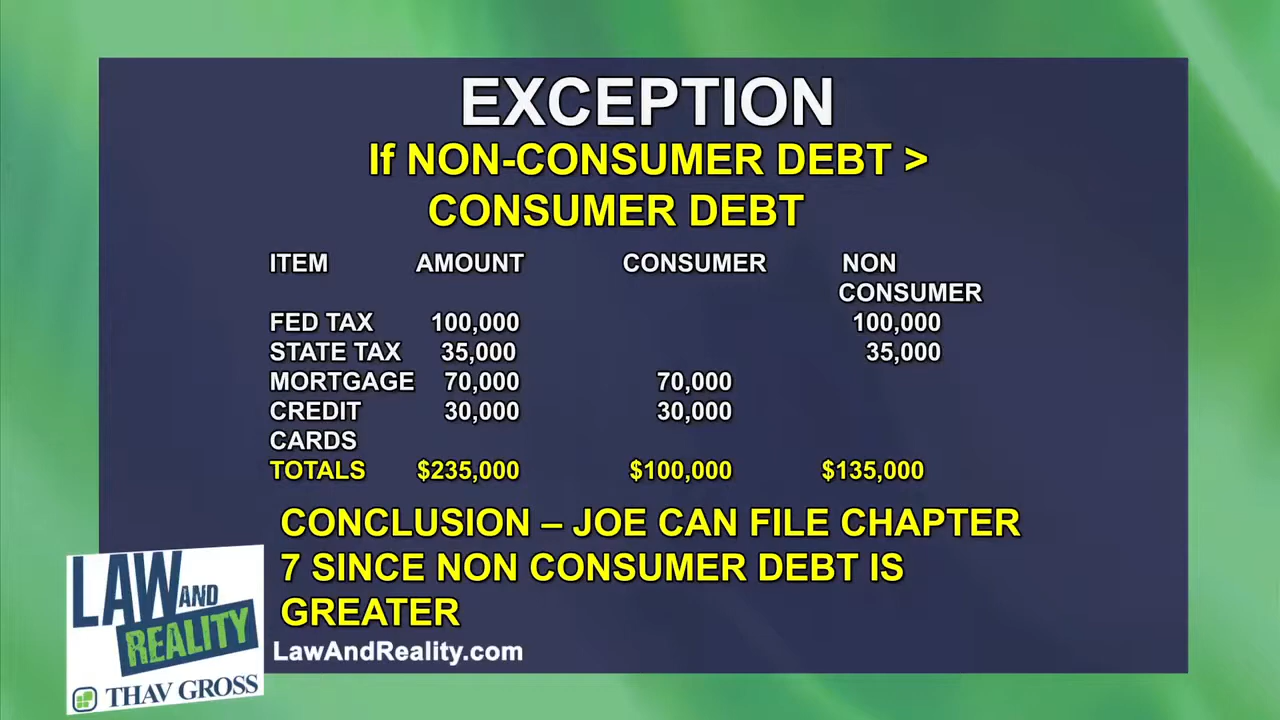 EXCEPTION
If NON-CONSUMER DEBT >
CONSUMER DEBT
ITEM AMOUNT CONSUMER NON
CONSUMER
FED TAX 100,000 100,000
STATE TAX 35,000 35,000
MORTGAGE 70,000 70,000
CREDIT 30,000 30,000
CARDS
TOTALS $235,000 $100,000 $135,000
CONCLUSION – JOE CAN FILE CHAPTER
7 SINCE NON CONSUMER DEBT IS
GREATER
LAW AND
REALITY
THAV GROSS
LawAndReality.com